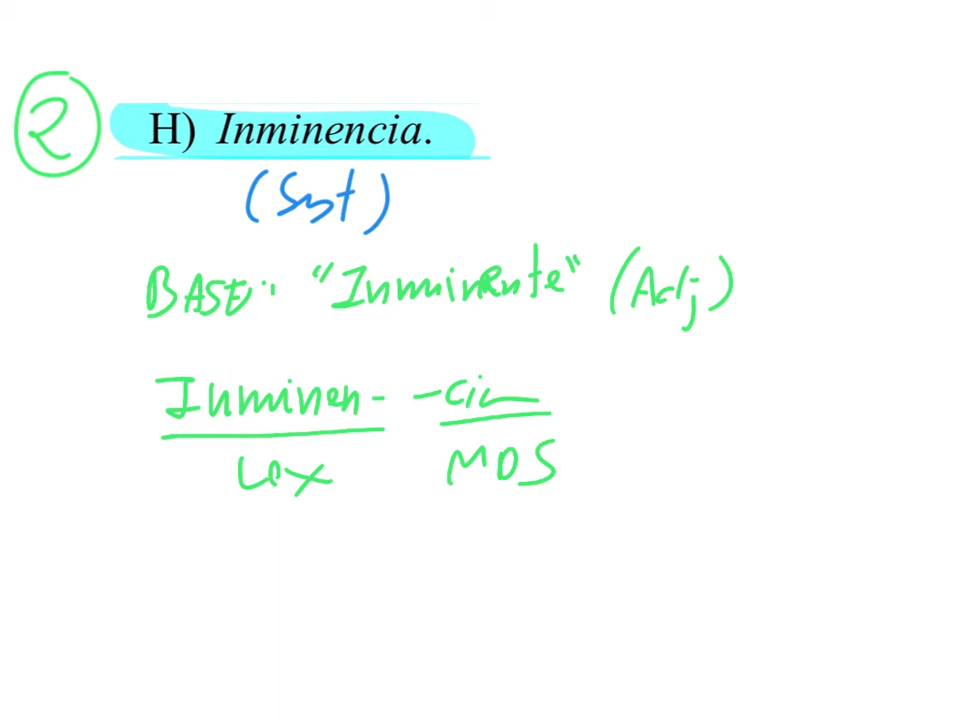 2
H) Inminencia.
(Sust)
BASE: "Inminente" (Adj)
Inminen- -cia
Lex MDS